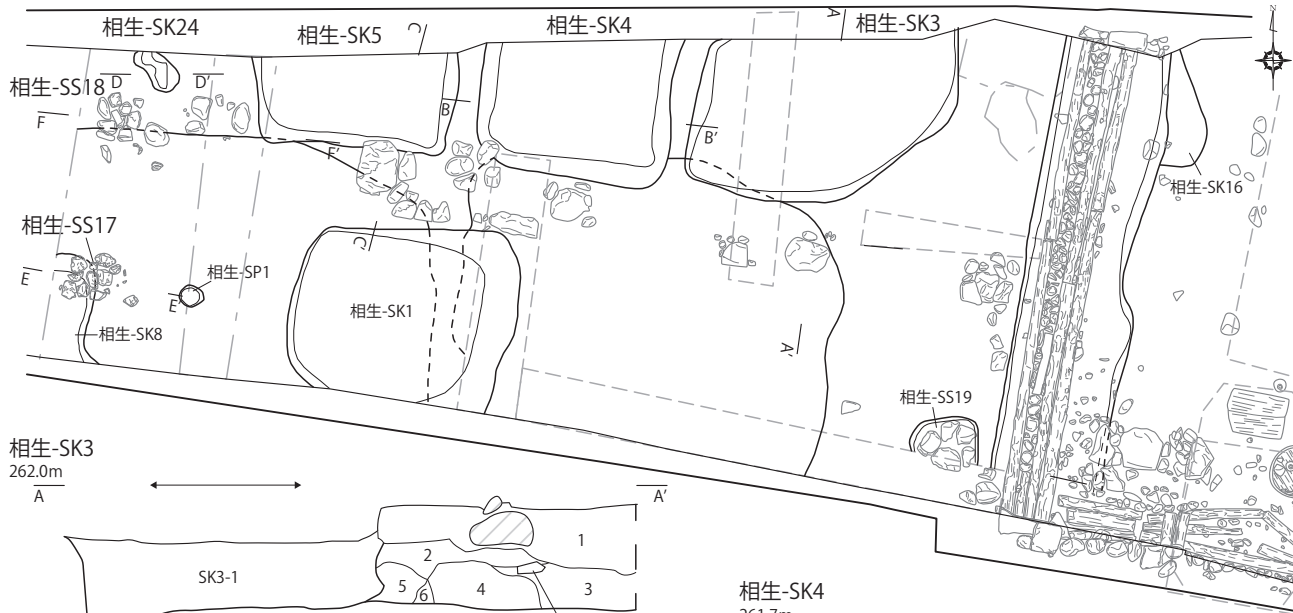 相生-SK24 相生-SK5 相生-SK4 相生-SK3
C A
N
相生-SS18 D D'
F B
B'
F'
相生-SK16
相生-SS17
C'
E 相生-SP1
E'
相生-SK1
相生-SK8
A'
相生-SS19
相生-SK3
262.0m
A A'
1
2
SK3-1 5 4 3
6
相生-SK4
261.7m